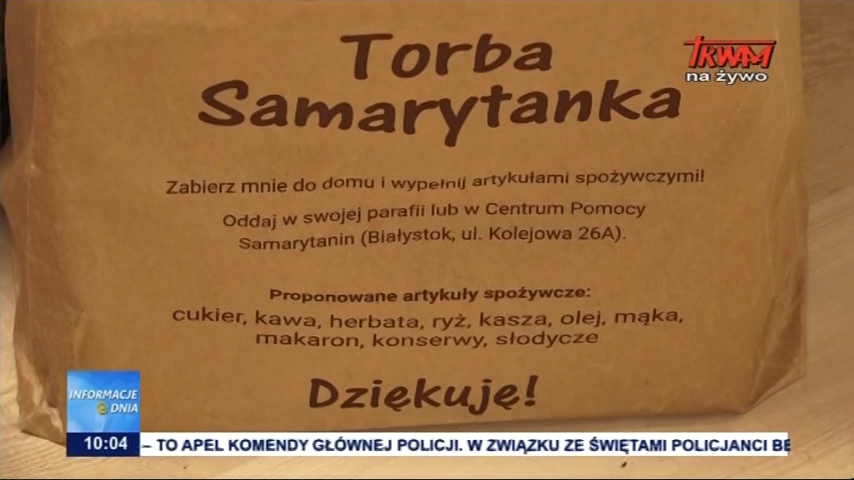 Torba
Samarytanka
TRWAM
na żywo
Zabierz mnie do domu i wypełnij artykułami spożywczymi!
Oddaj w swojej parafii lub w Centrum Pomocy
Samarytanin (Białystok, ul. Kolejowa 26A).
Proponowane artykuły spożywcze:
cukier, kawa, herbata, ryż, kasza, olej, mąka,
makaron, konserwy, słodycze
Dziękuję!
INFORMACJE
DNIA
10:04 – TO APEL KOMENDY GŁÓWNEJ POLICJI. W ZWIĄZKU ZE ŚWIĘTAMI POLICJANCI